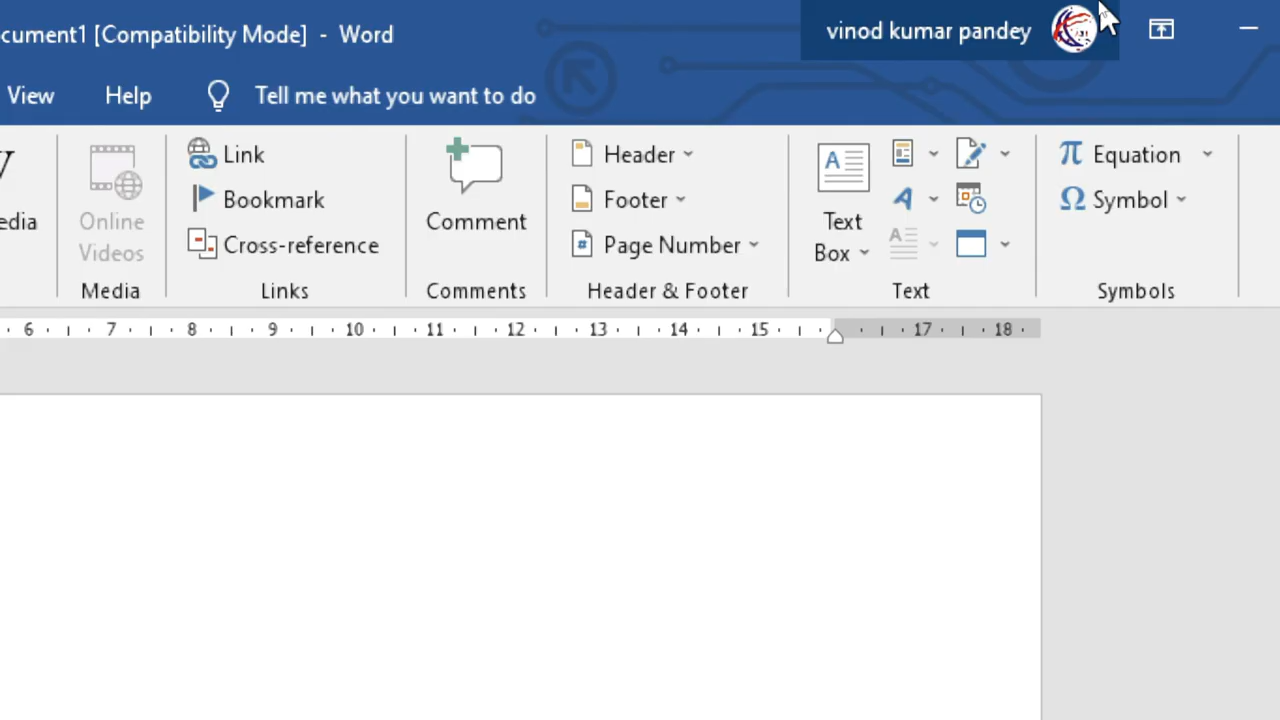 cument1 [Compatibility Mode] - Word
vinod kumar pandey
View
Help
Tell me what you want to do
edia
Online
Videos
Media
Link
Bookmark
Cross-reference
Links
Comment
Comments
Header
Footer
Page Number
Header & Footer
Text
Box
Text
Equation
Symbol
Symbols
6 7 8 9 10 11 12 13 14 15 17 18